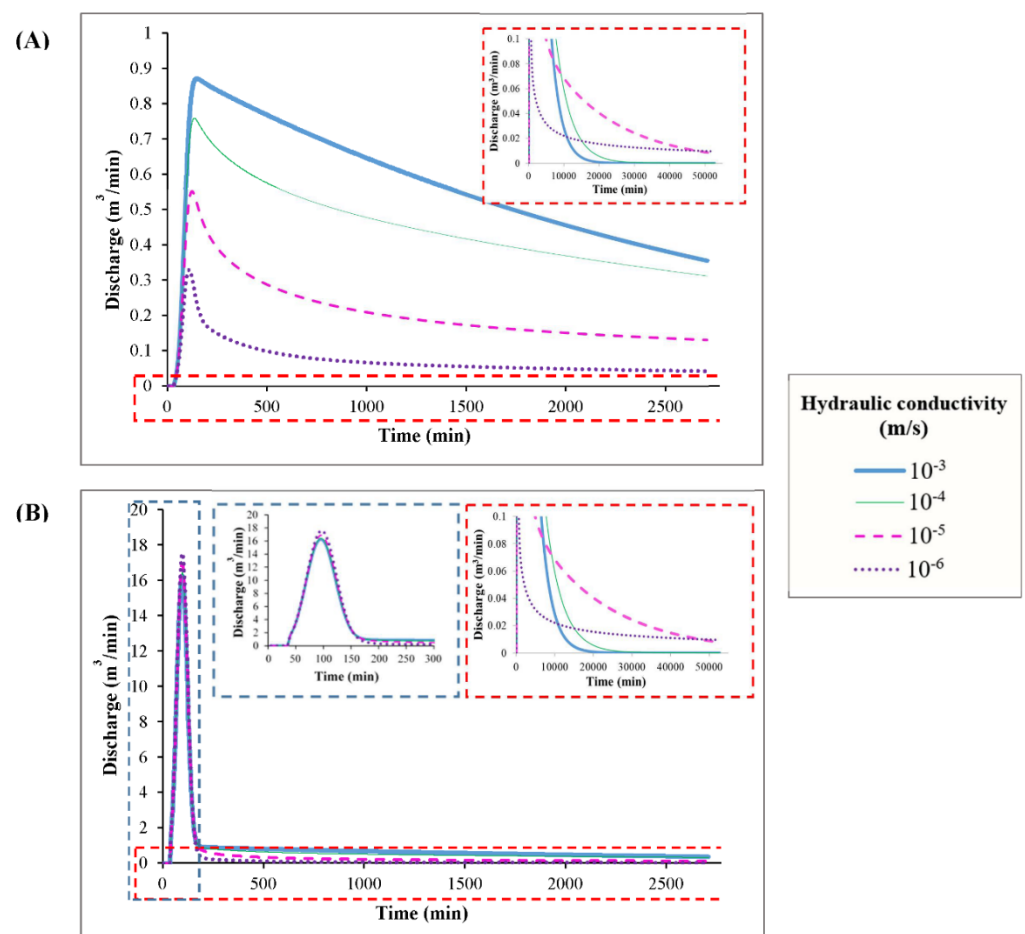 (A)
Discharge (m³/min)
1
0.9
0.8
0.7
0.6
0.5
0.4
0.3
0.2
0.1
0
0 500 1000 1500 2000 2500
Time (min)
Discharge (m³/min)
0.1
0.08
0.06
0.04
0.02
0
0 10000 20000 30000 40000 50000
Time (min)
Hydraulic conductivity
(m/s)
10⁻³
10⁻⁴
10⁻⁵
10⁻⁶
(B)
Discharge (m³/min)
20
18
16
14
12
10
8
6
4
2
0
0 500 1000 1500 2000 2500
Time (min)
Discharge (m³/min)
20
18
16
14
12
10
8
6
4
2
0
0 50 100 150 200 250 300
Time (min)
Discharge (m³/min)
0.1
0.08
0.06
0.04
0.02
0
0 10000 20000 30000 40000 50000
Time (min)